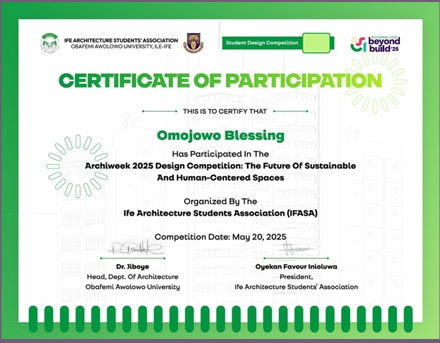 IFE ARCHITECTURE STUDENTS' ASSOCIATION
OBAFEMI AWOLOWO UNIVERSITY, ILE-IFE
Student Design Competition
beyond
build'25
CERTIFICATE OF PARTICIPATION
THIS IS TO CERTIFY THAT
Omojowo Blessing
Has Participated In The
Archiweek 2025 Design Competition: The Future Of Sustainable
And Human-Centered Spaces
Organized By The
Ife Architecture Students Association (IFASA)
Competition Date: May 20, 2025
Dr. Jiboye
Head, Dept. Of Architecture
Obafemi Awolowo University
Oyekan Favour Inioluwa
President,
Ife Architecture Students' Association